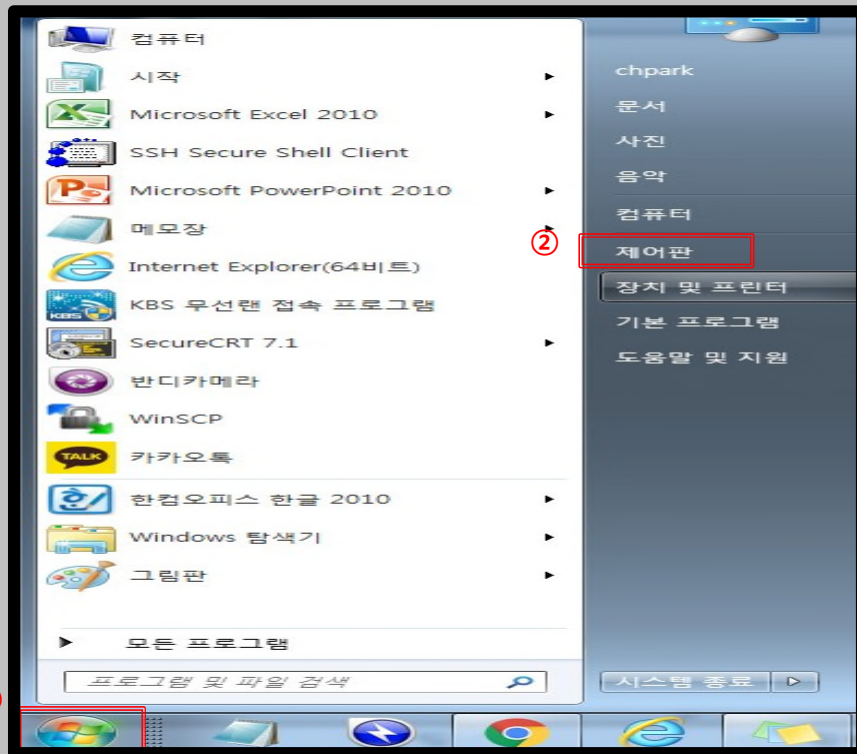 컴퓨터
시작
Microsoft Excel 2010
SSH Secure Shell Client
Microsoft PowerPoint 2010
메모장
Internet Explorer(64비트)
KBS 무선랜 접속 프로그램
KBS
SecureCRT 7.1
반디카메라
WinSCP
TALK
카카오톡
한컴오피스 한글 2010
Windows 탐색기
그림판
모든 프로그램
프로그램 및 파일 검색
chpark
문서
사진
음악
컴퓨터
② 제어판
장치 및 프린터
기본 프로그램
도움말 및 지원
시스템 종료